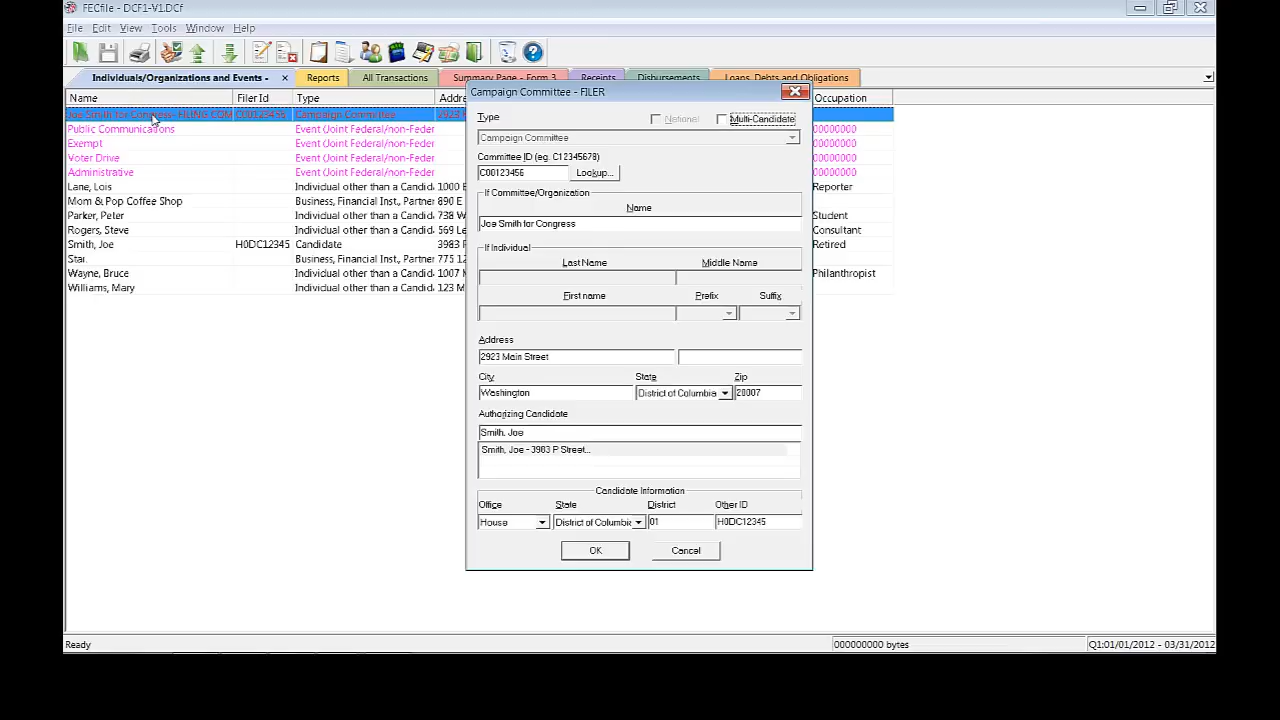 FECfile - DCF1-V1.DCf
File Edit View Tools Window Help
Individuals/Organizations and Events - × Reports All Transactions Summary Page - Form 3 Receipts Disbursements Loans, Debts and Obligations
Name Filer Id Type Addre Occupation
Joe Smith for Congress- FILING COM C00123456 Campaign Committee 2923
Public Communications Event (Joint Federal/non-Feder 00000000
Exempt Event (Joint Federal/non-Feder 00000000
Voter Drive Event (Joint Federal/non-Feder 00000000
Administrative Event (Joint Federal/non-Feder 00000000
Lane, Lois Individual other than a Candid. 1000 E Reporter
Mom & Pop Coffee Shop Business, Financial Inst., Partner 890 E
Parker, Peter Individual other than a Candid. 738 W Student
Rogers, Steve Individual other than a Candid. 569 Le Consultant
Smith, Joe H0DC12345 Candidate 3983 P Retired
Star. Business, Financial Inst., Partner 775 12
Wayne, Bruce Individual other than a Candid. 1007 M Philanthropist
Williams, Mary Individual other than a Candid. 123 M
Campaign Committee - FILER
Type National Multi-Candidate
Campaign Committee
Committee ID (eg. C12345678)
C00123456 Lookup...
If Committee/Organization
Name
Joe Smith for Congress
If Individual
Last Name Middle Name
First name Prefix Suffix
Address
2923 Main Street
City State Zip
Washington District of Columbia 20007
Authorizing Candidate
Smith, Joe
Smith, Joe - 3983 P Street...
Candidate Information
Office State District Other ID
House District of Columbia 01 H0DC12345
OK Cancel
Ready 000000000 bytes Q1:01/01/2012 - 03/31/2012